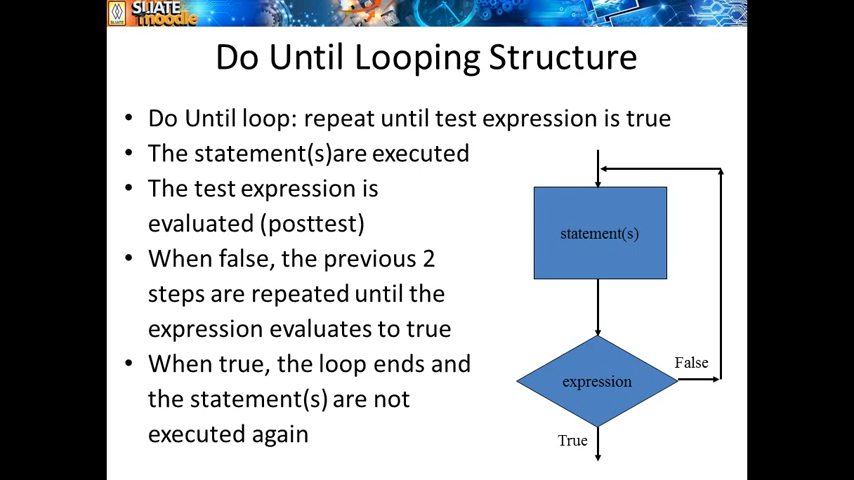 SLIATE
moodle
SLIATE
Do Until Looping Structure
• Do Until loop: repeat until test expression is true
• The statement(s)are executed
• The test expression is
evaluated (posttest)
• When false, the previous 2
steps are repeated until the
expression evaluates to true
• When true, the loop ends and
the statement(s) are not
executed again
statement(s)
False
expression
True